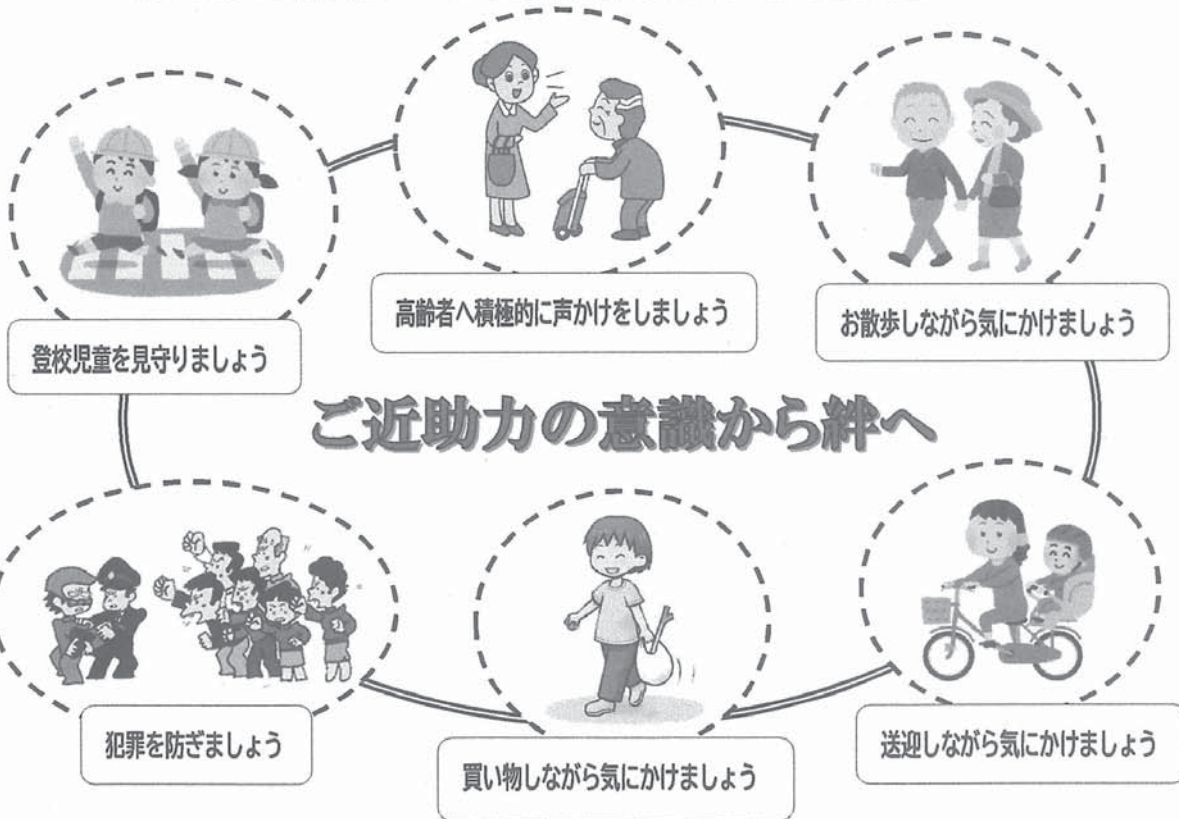 高齢者へ積極的に声かけをしましょう
お散歩しながら気にかけましょう
登校児童を見守りましょう
ご近助力の意識から絆へ
犯罪を防ぎましょう
買い物しながら気にかけましょう
送迎しながら気にかけましょう